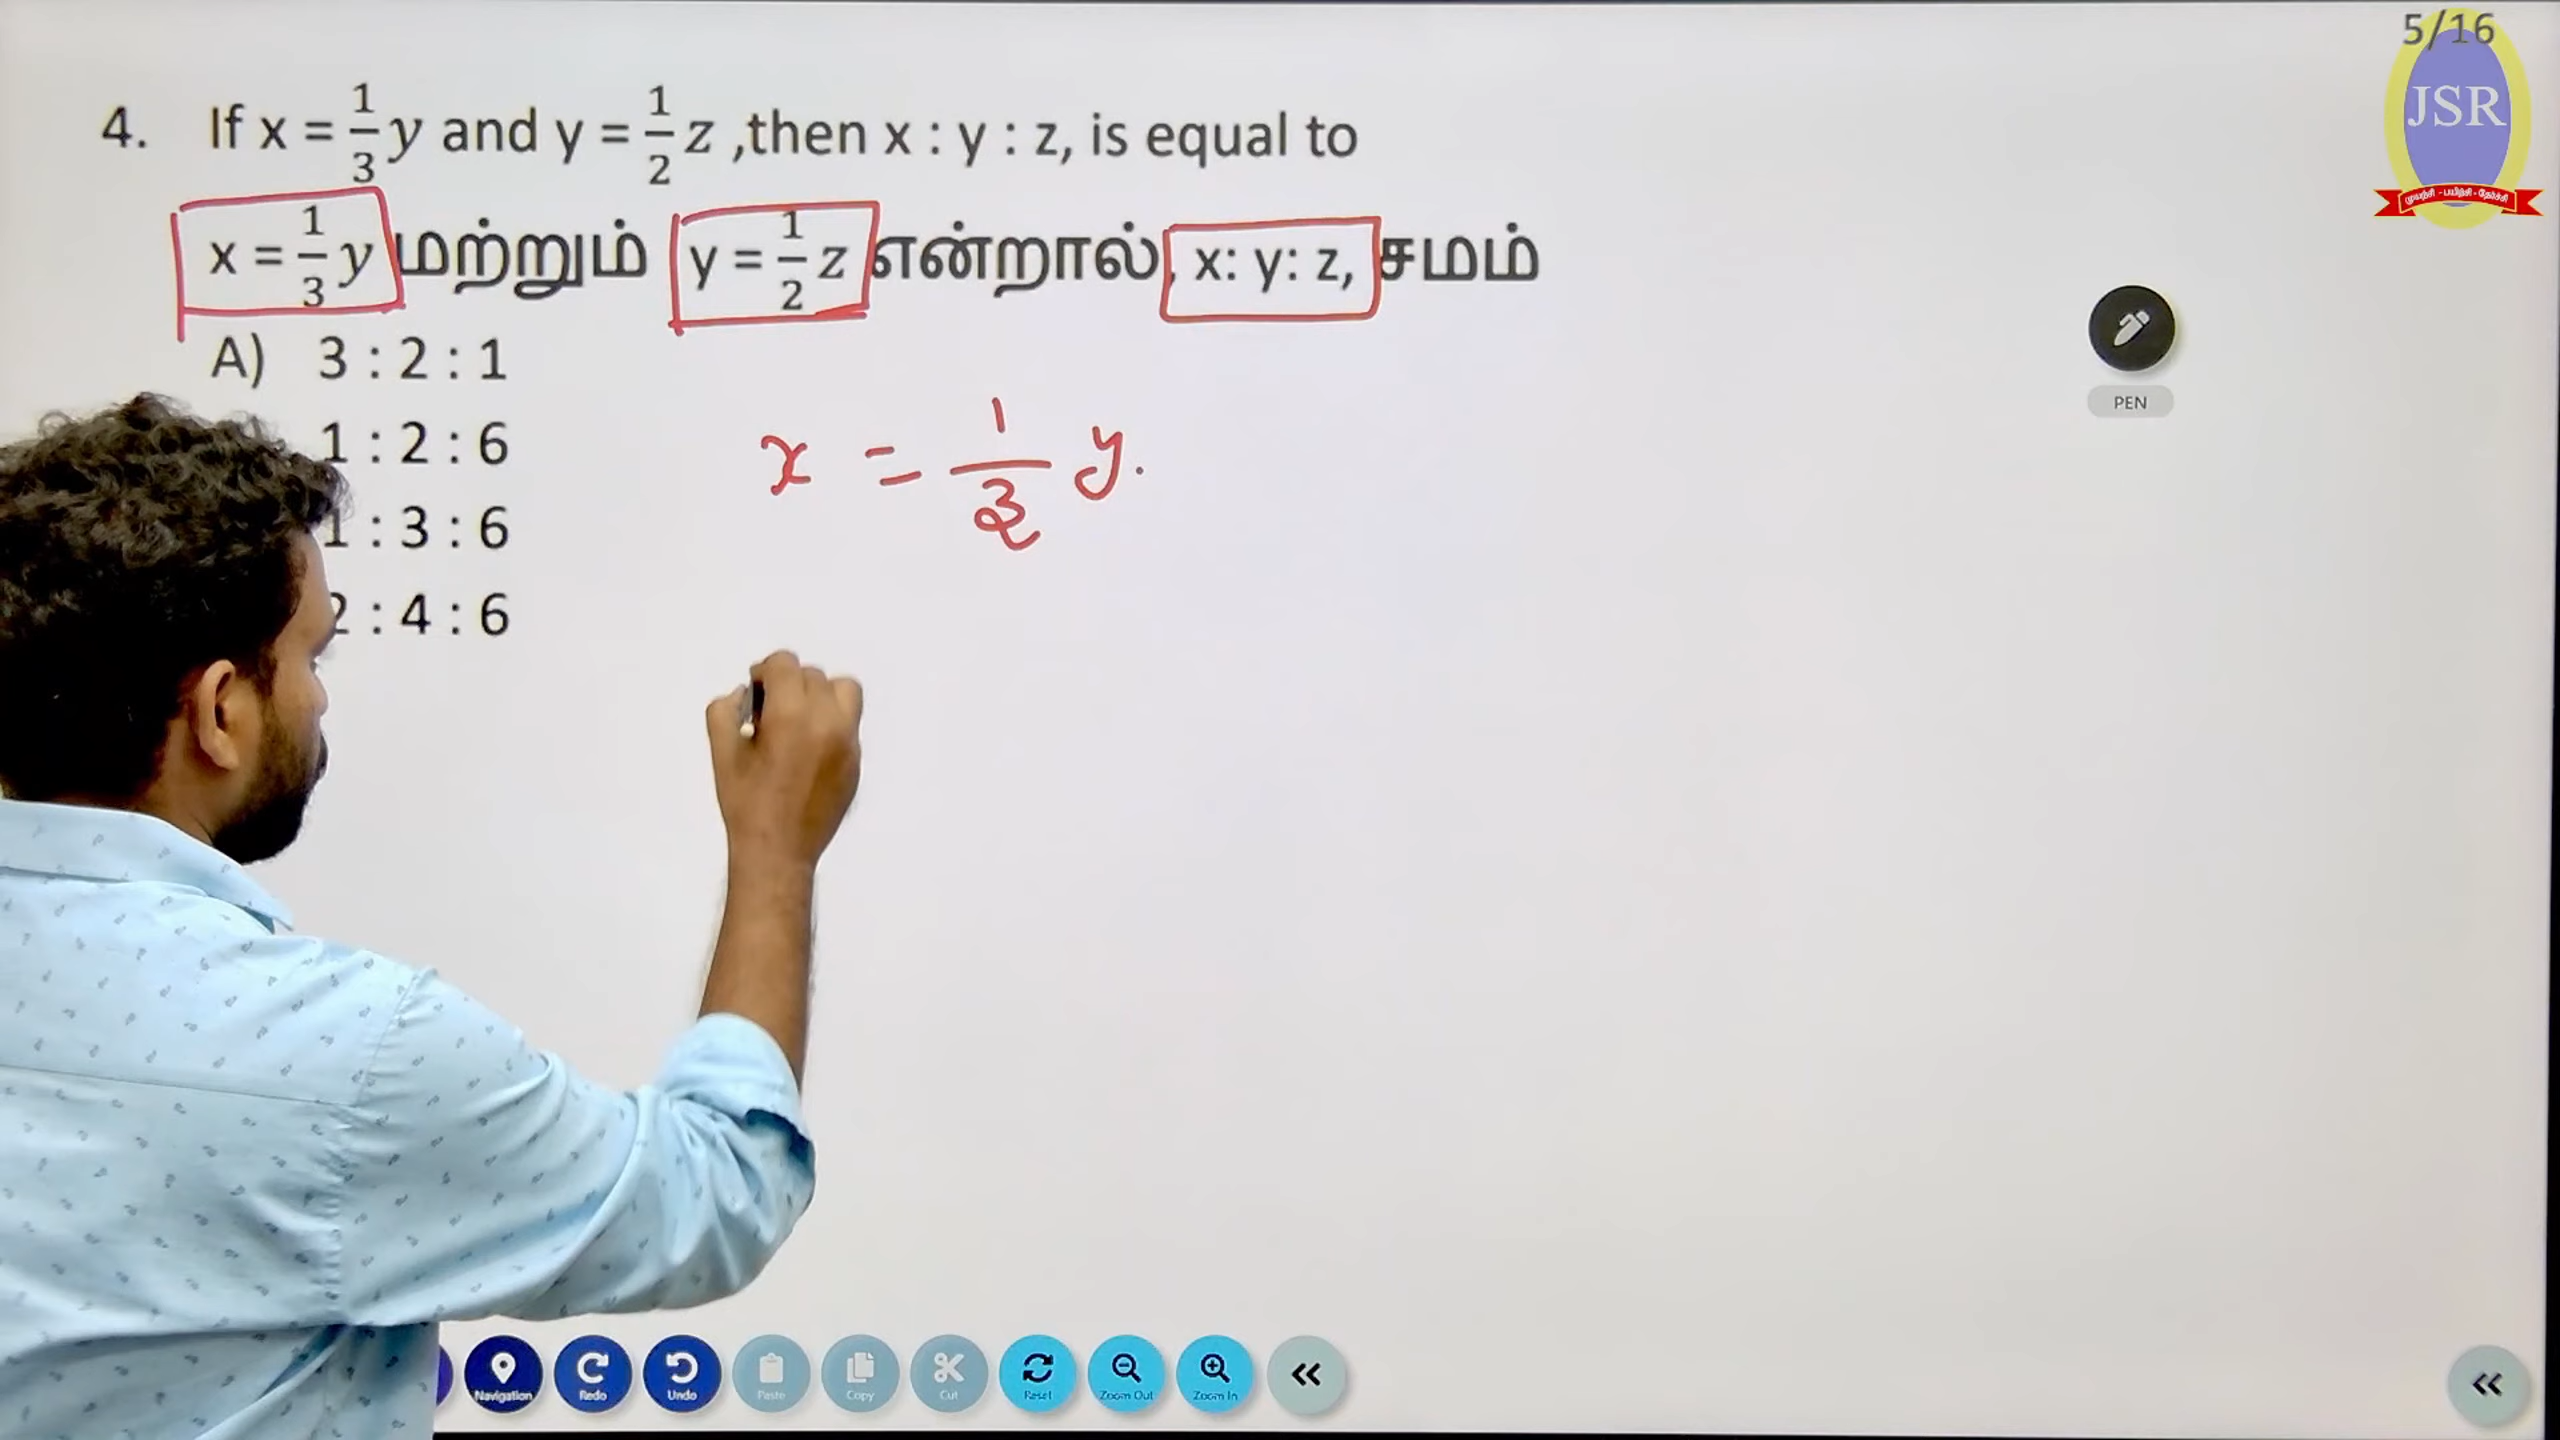 5/16
JSR
முயற்சி - பயிற்சி - தேர்ச்சி
4. If x = 1/3 y and y = 1/2 z ,then x : y : z, is equal to
x = 1/3 y மற்றும் y = 1/2 z என்றால், x: y: z, சமம்
A) 3 : 2 : 1
1 : 2 : 6
1 : 3 : 6
2 : 4 : 6
x = 1/3 y.
PEN
Navigation Redo Undo Paste Copy Cut Reset Zoom Out Zoom In